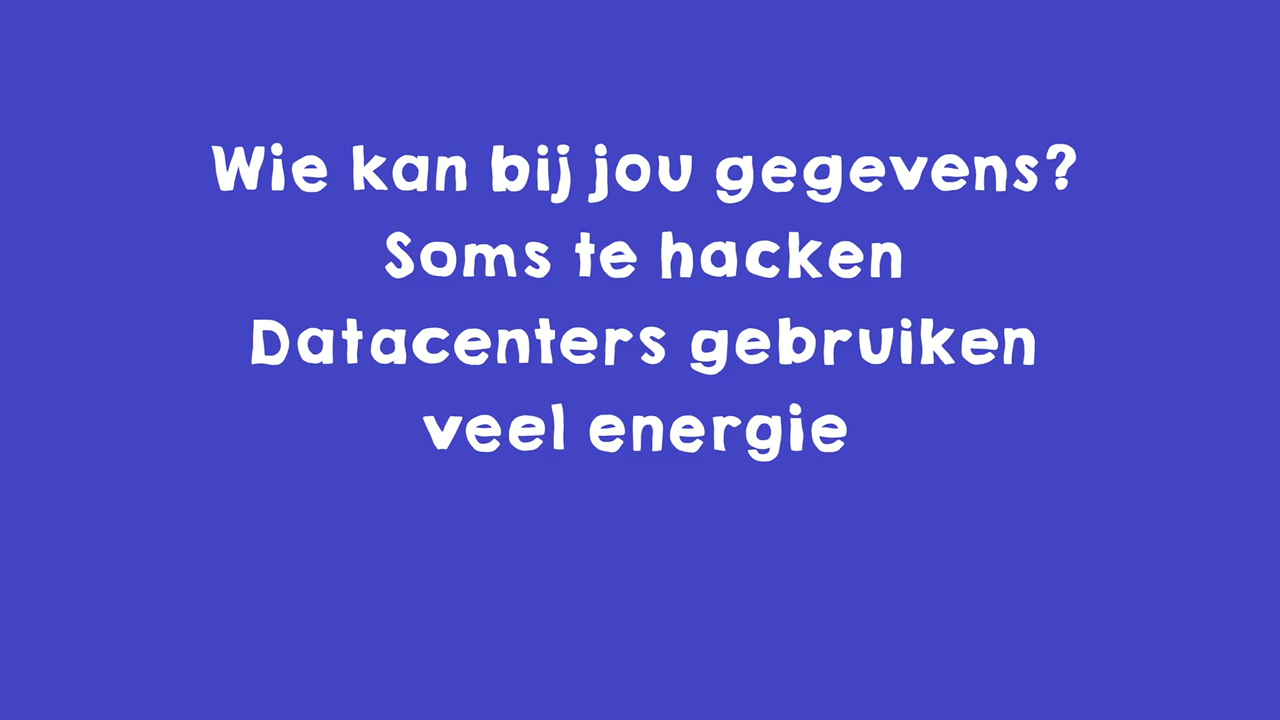 Wie kan bij jou gegevens?
Soms te hacken
Datacenters gebruiken
veel energie